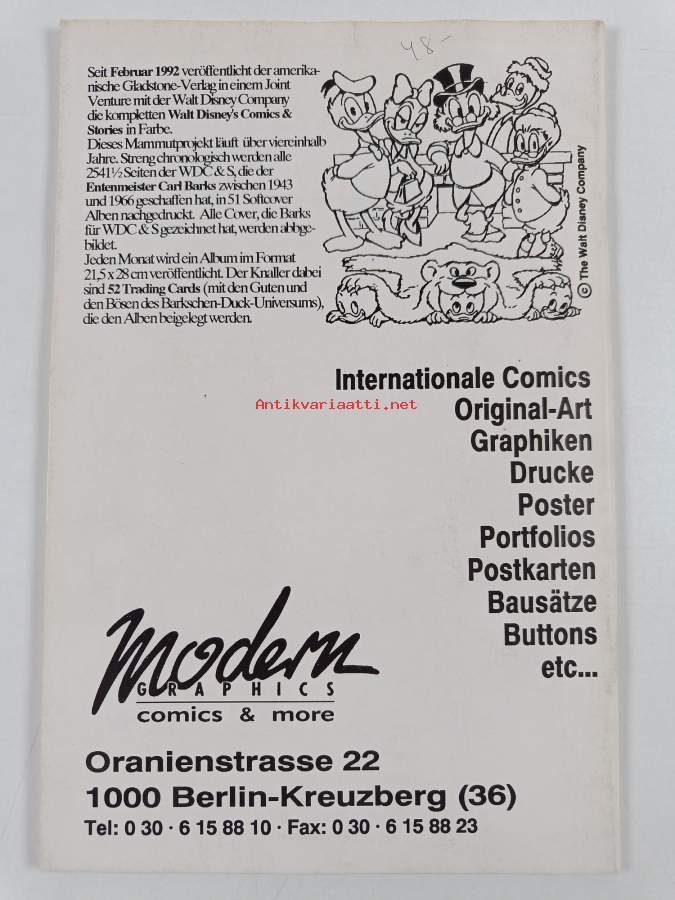 48-
Seit Februar 1992 veröffentlicht der amerika-
nische Gladstone-Verlag in einem Joint
Venture mit der Walt Disney Company
die kompletten Walt Disney's Comics &
Stories in Farbe.
Dieses Mammutprojekt läuft über viereinhalb
Jahre. Streng chronologisch werden alle
2541½ Seiten der WDC & S, die der
Entenmeister Carl Barks zwischen 1943
und 1966 geschaffen hat, in 51 Softcover
Alben nachgedruckt. Alle Cover, die Barks
für WDC & S gezeichnet hat, werden abbge-
bildet.
Jeden Monat wird ein Album im Format
21,5 x 28 cm veröffentlicht. Der Knaller dabei
sind 52 Trading Cards (mit den Guten und
den Bösen des Barkschen-Duck-Universums),
die den Alben beigelegt werden.
© The Walt Disney Company
Internationale Comics
Original-Art
Graphiken
Drucke
Poster
Portfolios
Postkarten
Bausätze
Buttons
etc...
Antikvariaatti.net
Modern
GRAPHICS
comics & more
Oranienstrasse 22
1000 Berlin-Kreuzberg (36)
Tel: 0 30 · 6 15 88 10 · Fax: 0 30 · 6 15 88 23